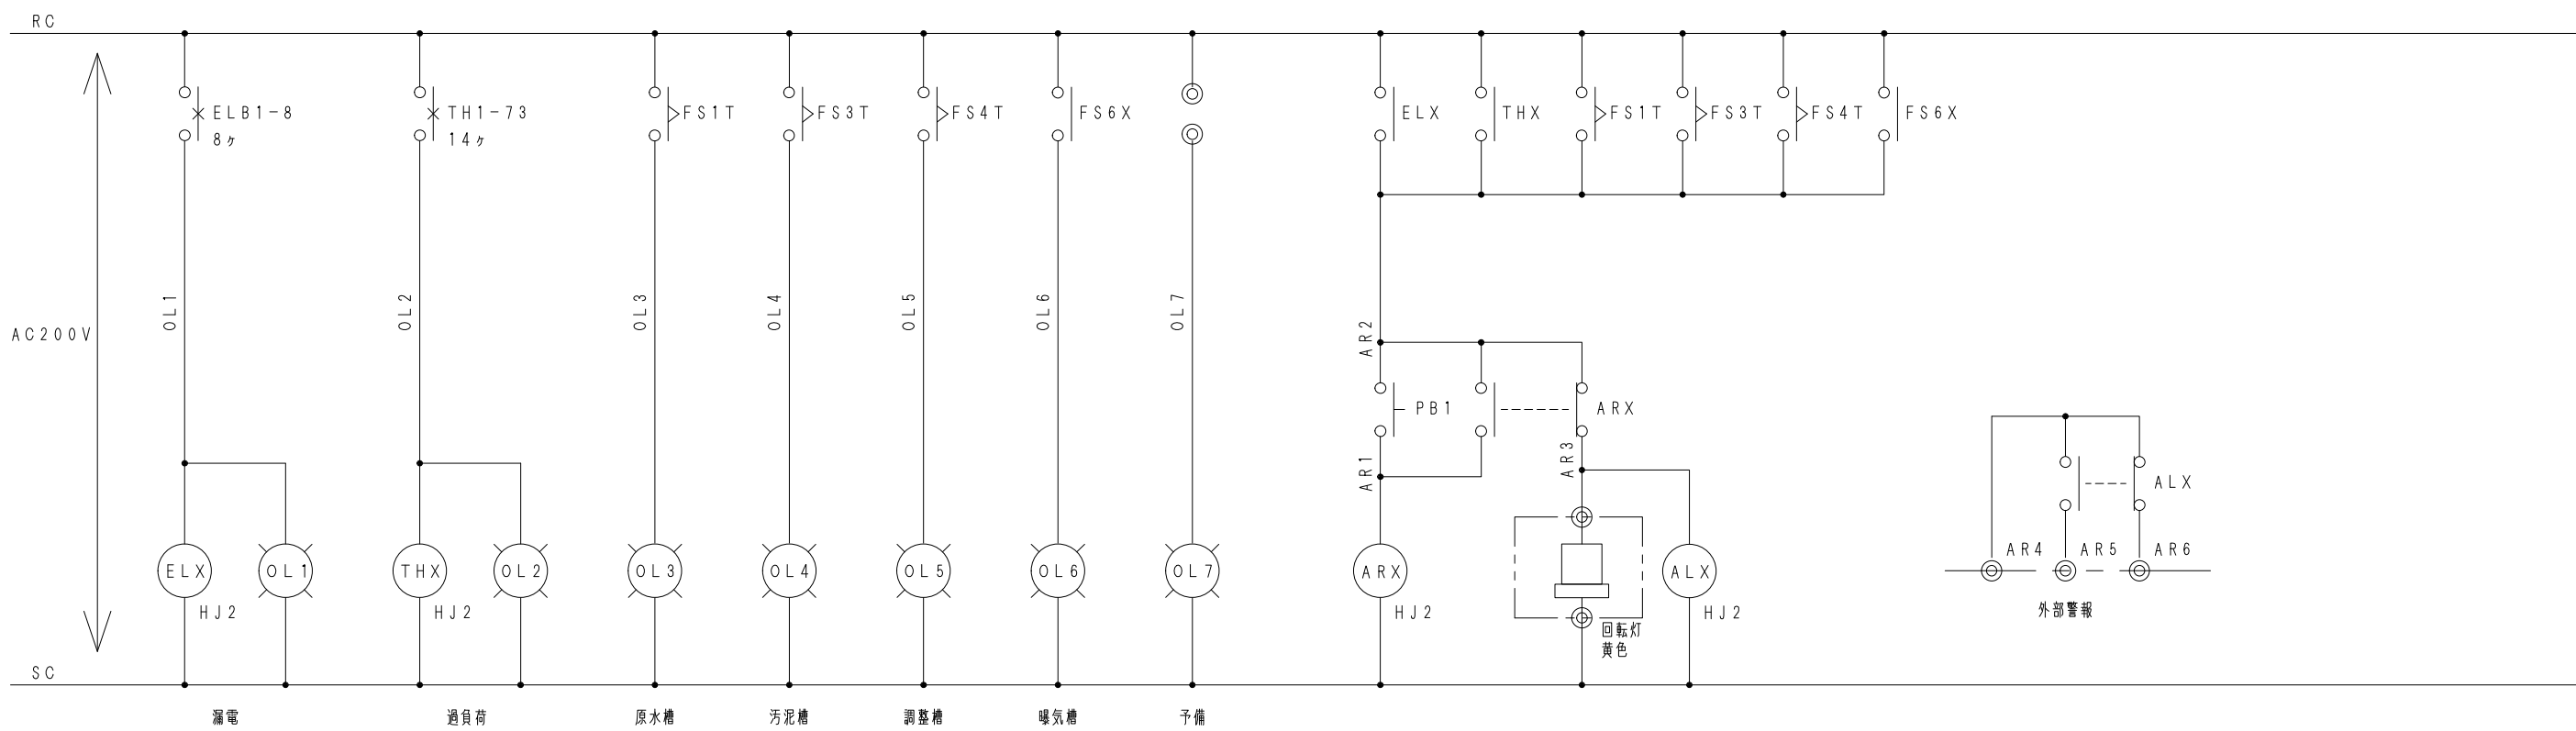 RC
ELB1-8
8ヶ
TH1-73
14ヶ
FS1T
FS3T
FS4T
FS6X
ELX
THX
FS1T
FS3T
FS4T
FS6X
AC200V
OL1
OL2
OL3
OL4
OL5
OL6
OL7
AR2
PB1
ARX
AR1
AR3
ALX
AR4
AR5
AR6
外部警報
ELX
OL1
THX
OL2
OL3
OL4
OL5
OL6
OL7
ARX
ALX
HJ2
HJ2
HJ2
HJ2
回転灯
黄色
SC
漏電
過負荷
原水槽
汚泥槽
調整槽
曝気槽
予備